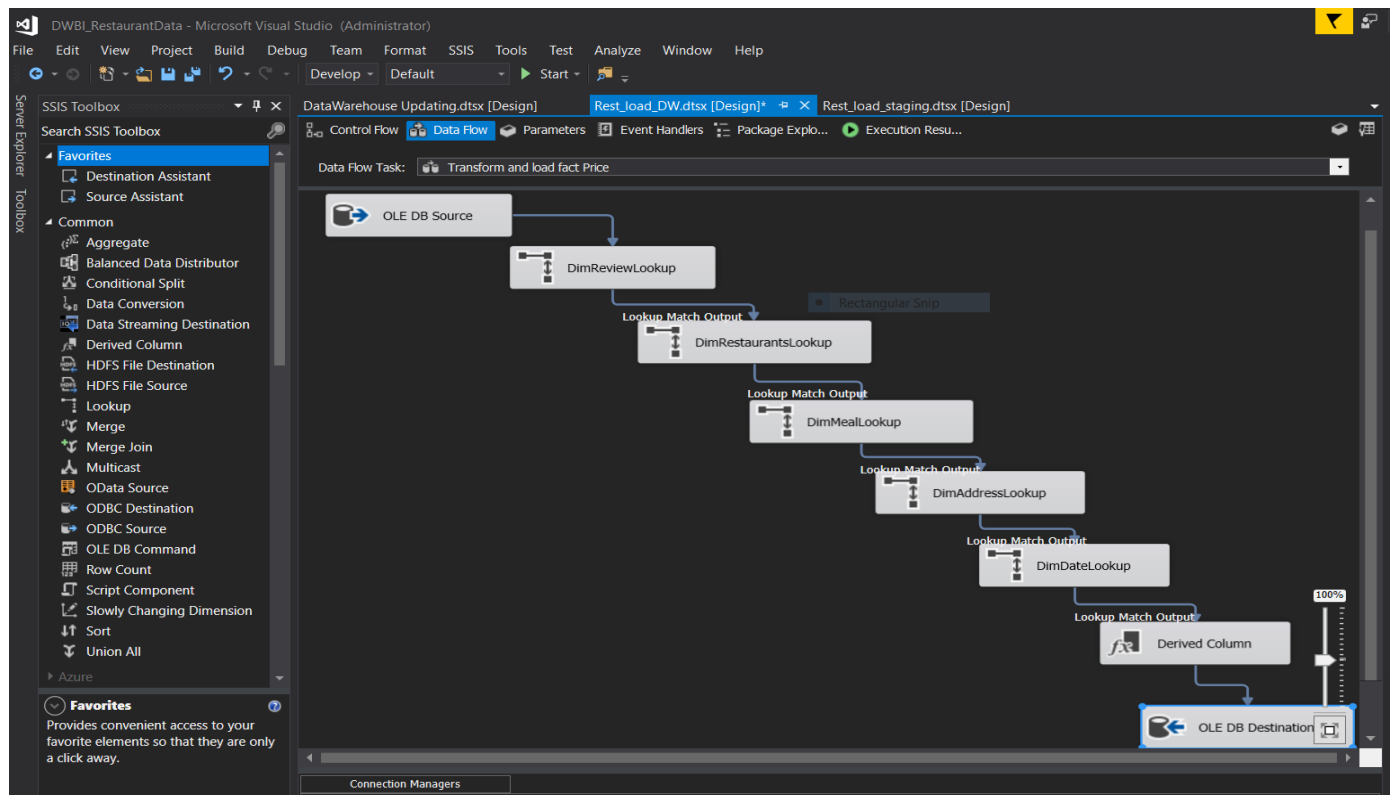 DWBI_RestaurantData - Microsoft Visual Studio (Administrator)
File Edit View Project Build Debug Team Format SSIS Tools Test Analyze Window Help
Develop Default Start
Server Explorer
Toolbox
SSIS Toolbox
Search SSIS Toolbox
Favorites
Destination Assistant
Source Assistant
Common
Aggregate
Balanced Data Distributor
Conditional Split
Data Conversion
Data Streaming Destination
Derived Column
HDFS File Destination
HDFS File Source
Lookup
Merge
Merge Join
Multicast
OData Source
ODBC Destination
ODBC Source
OLE DB Command
Row Count
Script Component
Slowly Changing Dimension
Sort
Union All
Azure
Favorites
Provides convenient access to your
favorite elements so that they are only
a click away.
DataWarehouse Updating.dtsx [Design] Rest_load_DW.dtsx [Design]* Rest_load_staging.dtsx [Design]
Control Flow Data Flow Parameters Event Handlers Package Explo... Execution Resu...
Data Flow Task: Transform and load fact Price
OLE DB Source
DimReviewLookup
Rectangular Snip
Lookup Match Output
DimRestaurantsLookup
Lookup Match Output
DimMealLookup
Lookup Match Output
DimAddressLookup
Lookup Match Output
DimDateLookup
100%
Lookup Match Output
Derived Column
OLE DB Destination
Connection Managers